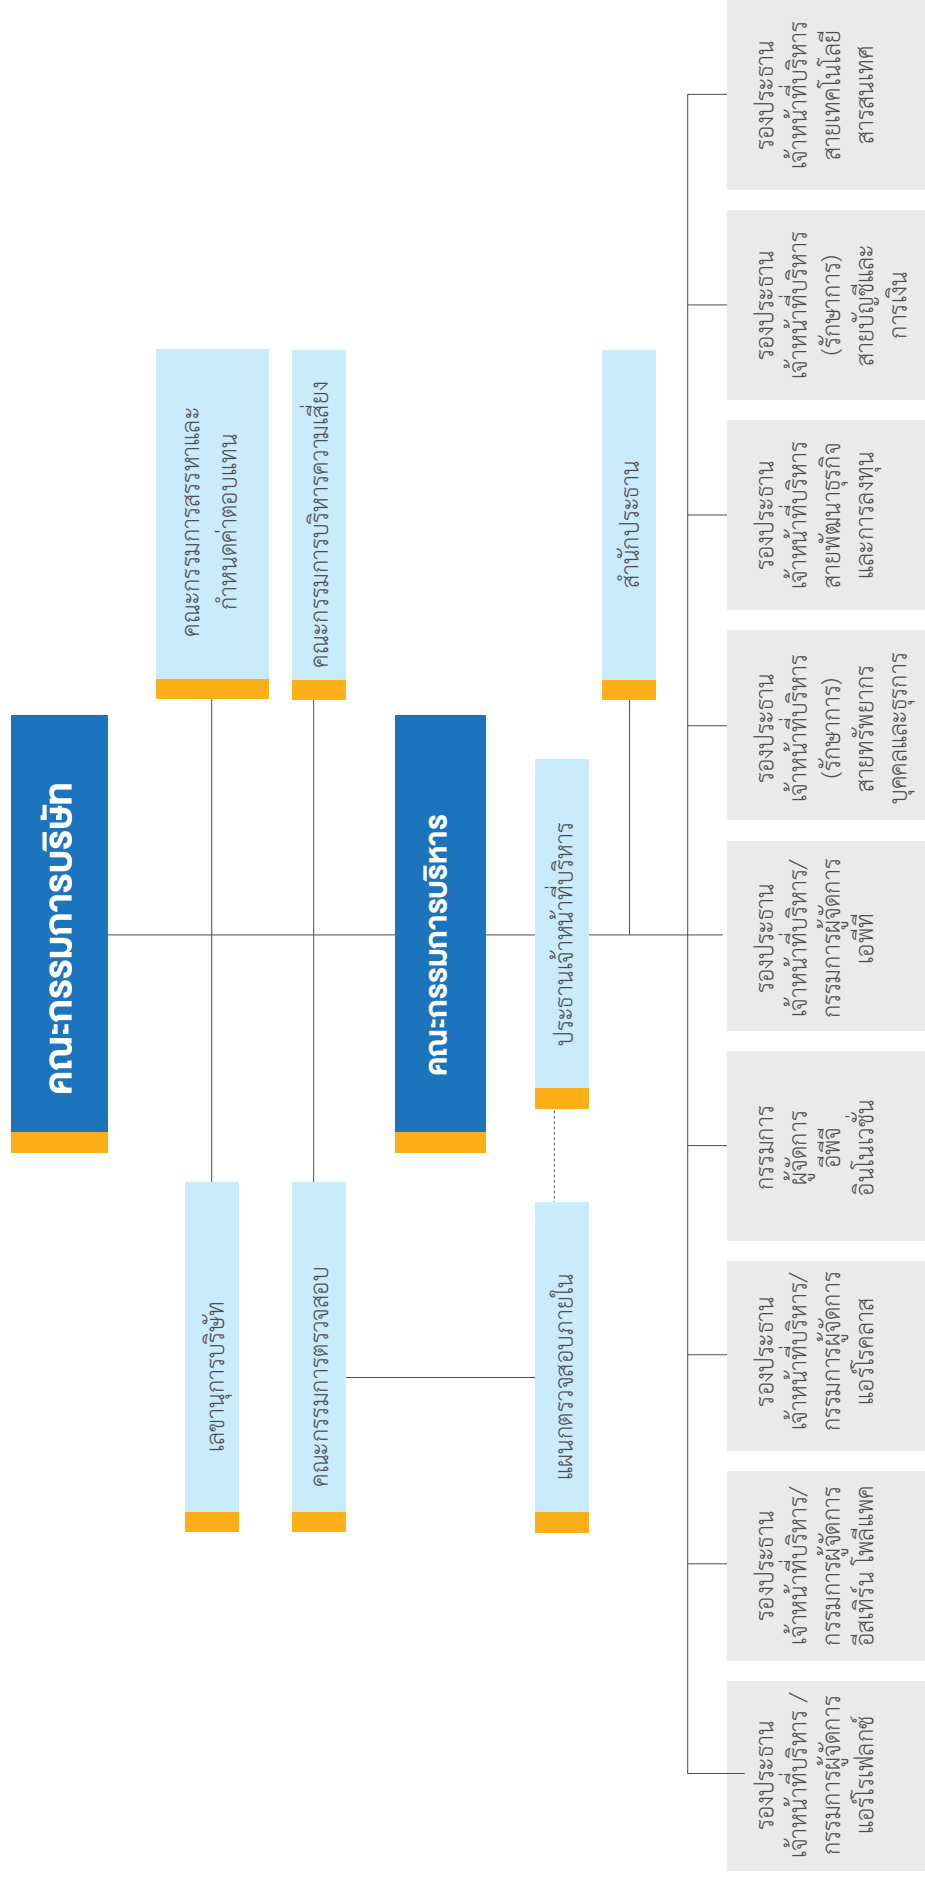 คณะกรรมการบริษัท
เลขานุการบริษัท
คณะกรรมการสรรหาและ
กำหนดค่าตอบแทน
คณะกรรมการตรวจสอบ
คณะกรรมการบริหารความเสี่ยง
คณะกรรมการบริหาร
แผนกตรวจสอบภายใน
ประธานเจ้าหน้าที่บริหาร
สำนักประธาน
รองประธาน
เจ้าหน้าที่บริหาร /
กรรมการผู้จัดการ
แอร์โรเฟลกซ์
รองประธาน
เจ้าหน้าที่บริหาร/
กรรมการผู้จัดการ
อีสเทิร์น โพลีแพค
รองประธาน
เจ้าหน้าที่บริหาร/
กรรมการผู้จัดการ
แอร์โรคลาส
กรรมการ
ผู้จัดการ
อีพีจี
อินโนเวชั่น
รองประธาน
เจ้าหน้าที่บริหาร/
กรรมการผู้จัดการ
เอพีที
รองประธาน
เจ้าหน้าที่บริหาร
(รักษาการ)
สายทรัพยากร
บุคคลและธุรการ
รองประธาน
เจ้าหน้าที่บริหาร
สายพัฒนาธุรกิจ
และการลงทุน
รองประธาน
เจ้าหน้าที่บริหาร
(รักษาการ)
สายบัญชีและ
การเงิน
รองประธาน
เจ้าหน้าที่บริหาร
สายเทคโนโลยี
สารสนเทศ